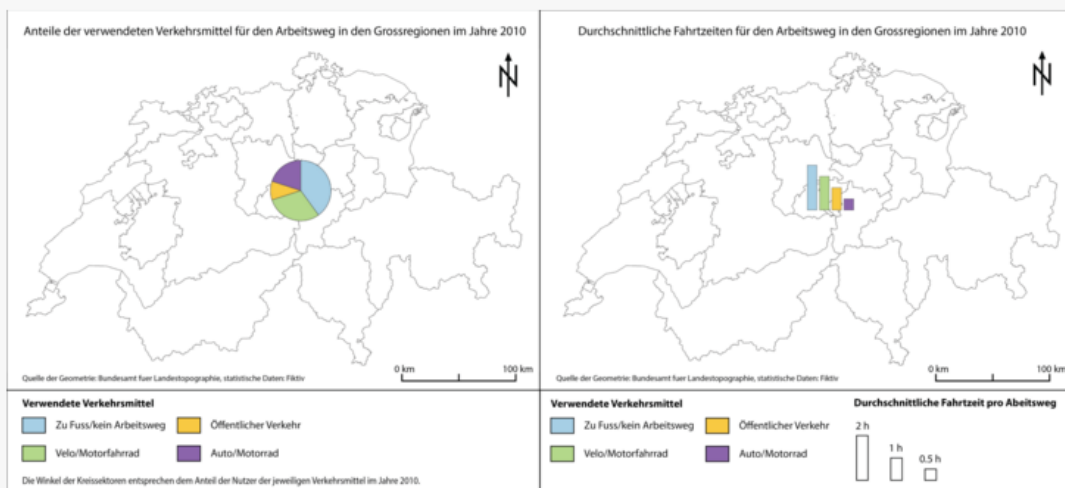 Anteile der verwendeten Verkehrsmittel für den Arbeitsweg in den Grossregionen im Jahre 2010
N
Quelle der Geometrie: Bundesamt fuer Landestopographie, statistische Daten: Fiktiv
0 km
100 km
Verwendete Verkehrsmittel
Zu Fuss/kein Arbeitsweg
Öffentlicher Verkehr
Velo/Motorfahrrad
Auto/Motorrad
Die Winkel der Kreissektoren entsprechen dem Anteil der Nutzer der jeweiligen Verkehrsmittel im Jahre 2010.
Durchschnittliche Fahrtzeiten für den Arbeitsweg in den Grossregionen im Jahre 2010
N
Quelle der Geometrie: Bundesamt fuer Landestopographie, statistische Daten: Fiktiv
0 km
100 km
Verwendete Verkehrsmittel
Zu Fuss/kein Arbeitsweg
Öffentlicher Verkehr
Velo/Motorfahrrad
Auto/Motorrad
Durchschnittliche Fahrtzeit pro Abeitsweg
2 h
1 h
0.5 h